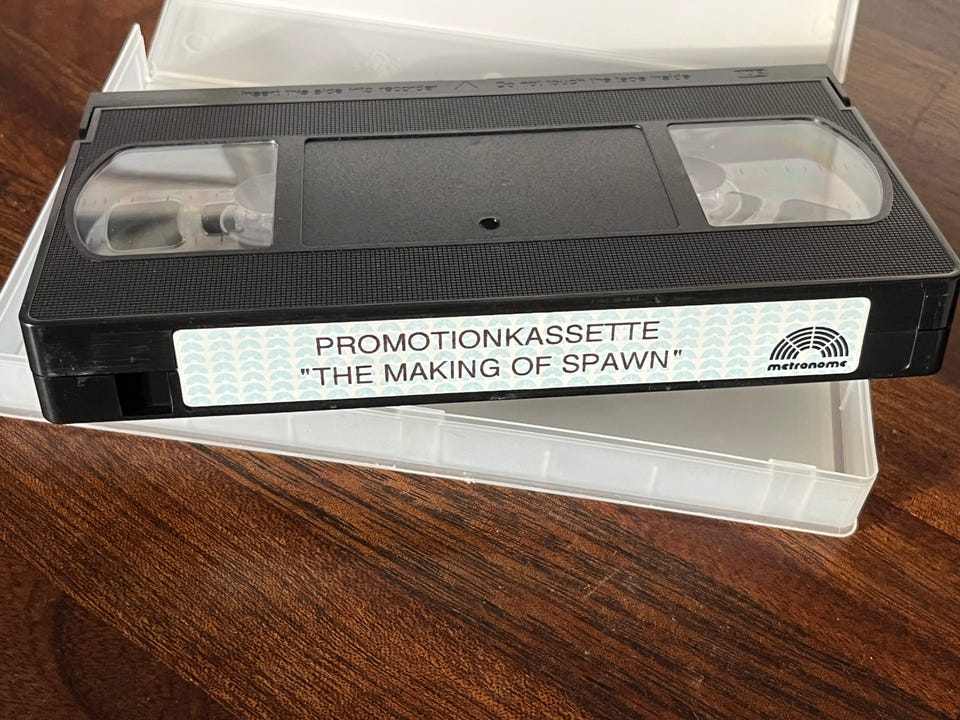 Insert this side into recorder Do not touch the tape inside
PROMOTIONKASSETTE
"THE MAKING OF SPAWN"
metronome